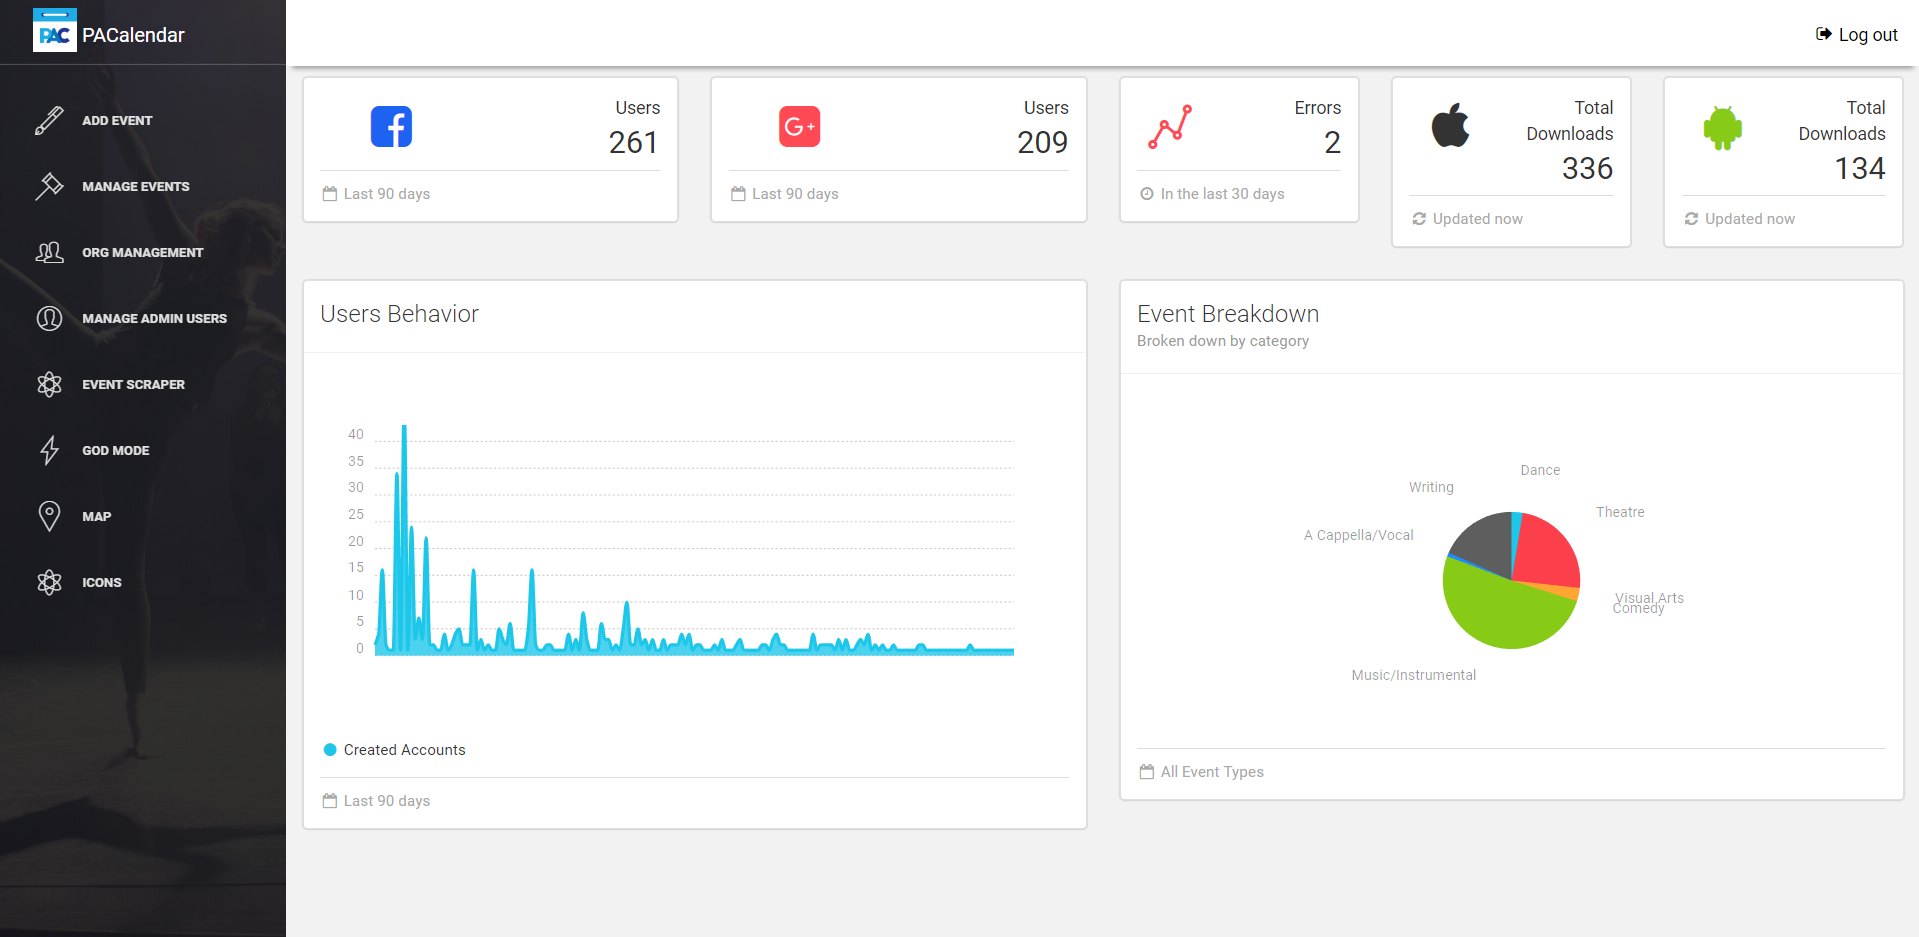 PAC
PACalendar
Log out
ADD EVENT
MANAGE EVENTS
ORG MANAGEMENT
MANAGE ADMIN USERS
EVENT SCRAPER
GOD MODE
MAP
ICONS
Users
261
Last 90 days
G+
Users
209
Last 90 days
Errors
2
In the last 30 days
Total
Downloads
336
Updated now
Total
Downloads
134
Updated now
Users Behavior
40
35
30
25
20
15
10
5
0
Created Accounts
Last 90 days
Event Breakdown
Broken down by category
Dance
Writing
Theatre
A Cappella/Vocal
Visual Arts
Comedy
Music/Instrumental
All Event Types